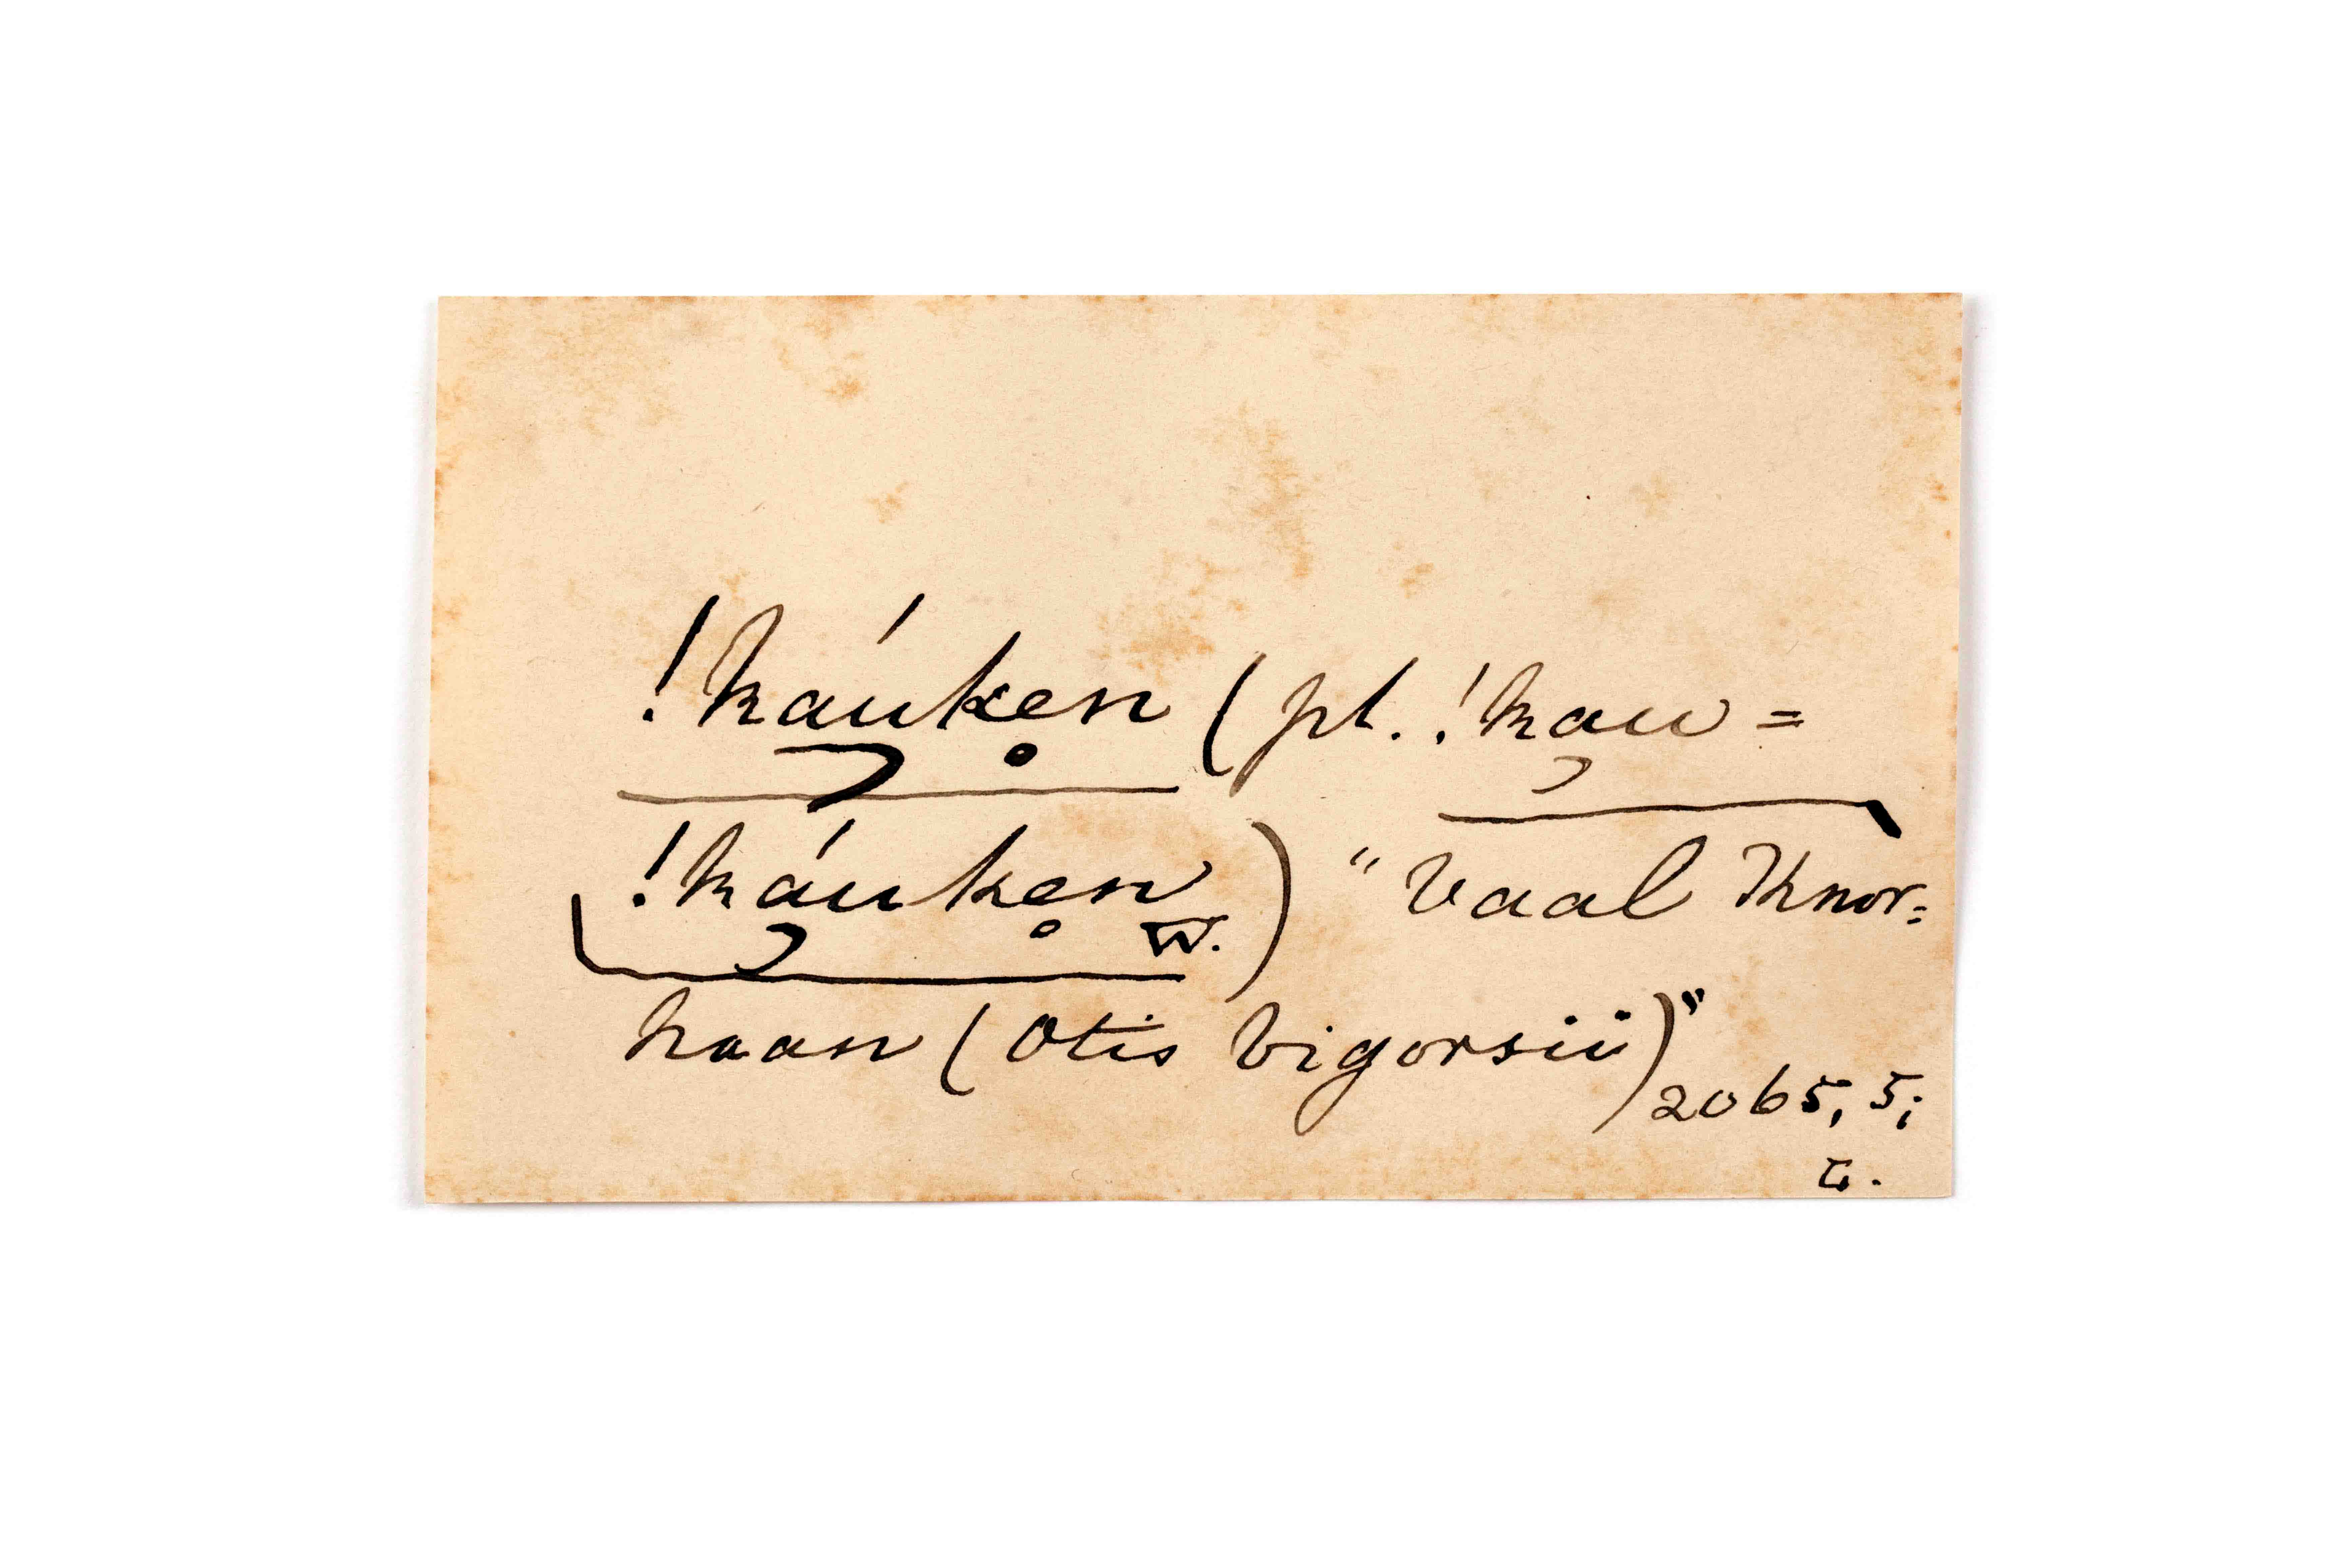 !káuken (pl. !kau=
!káuken W.) "Vaal Knor=
haan (Otis Vigorsii)"
2065, 5;